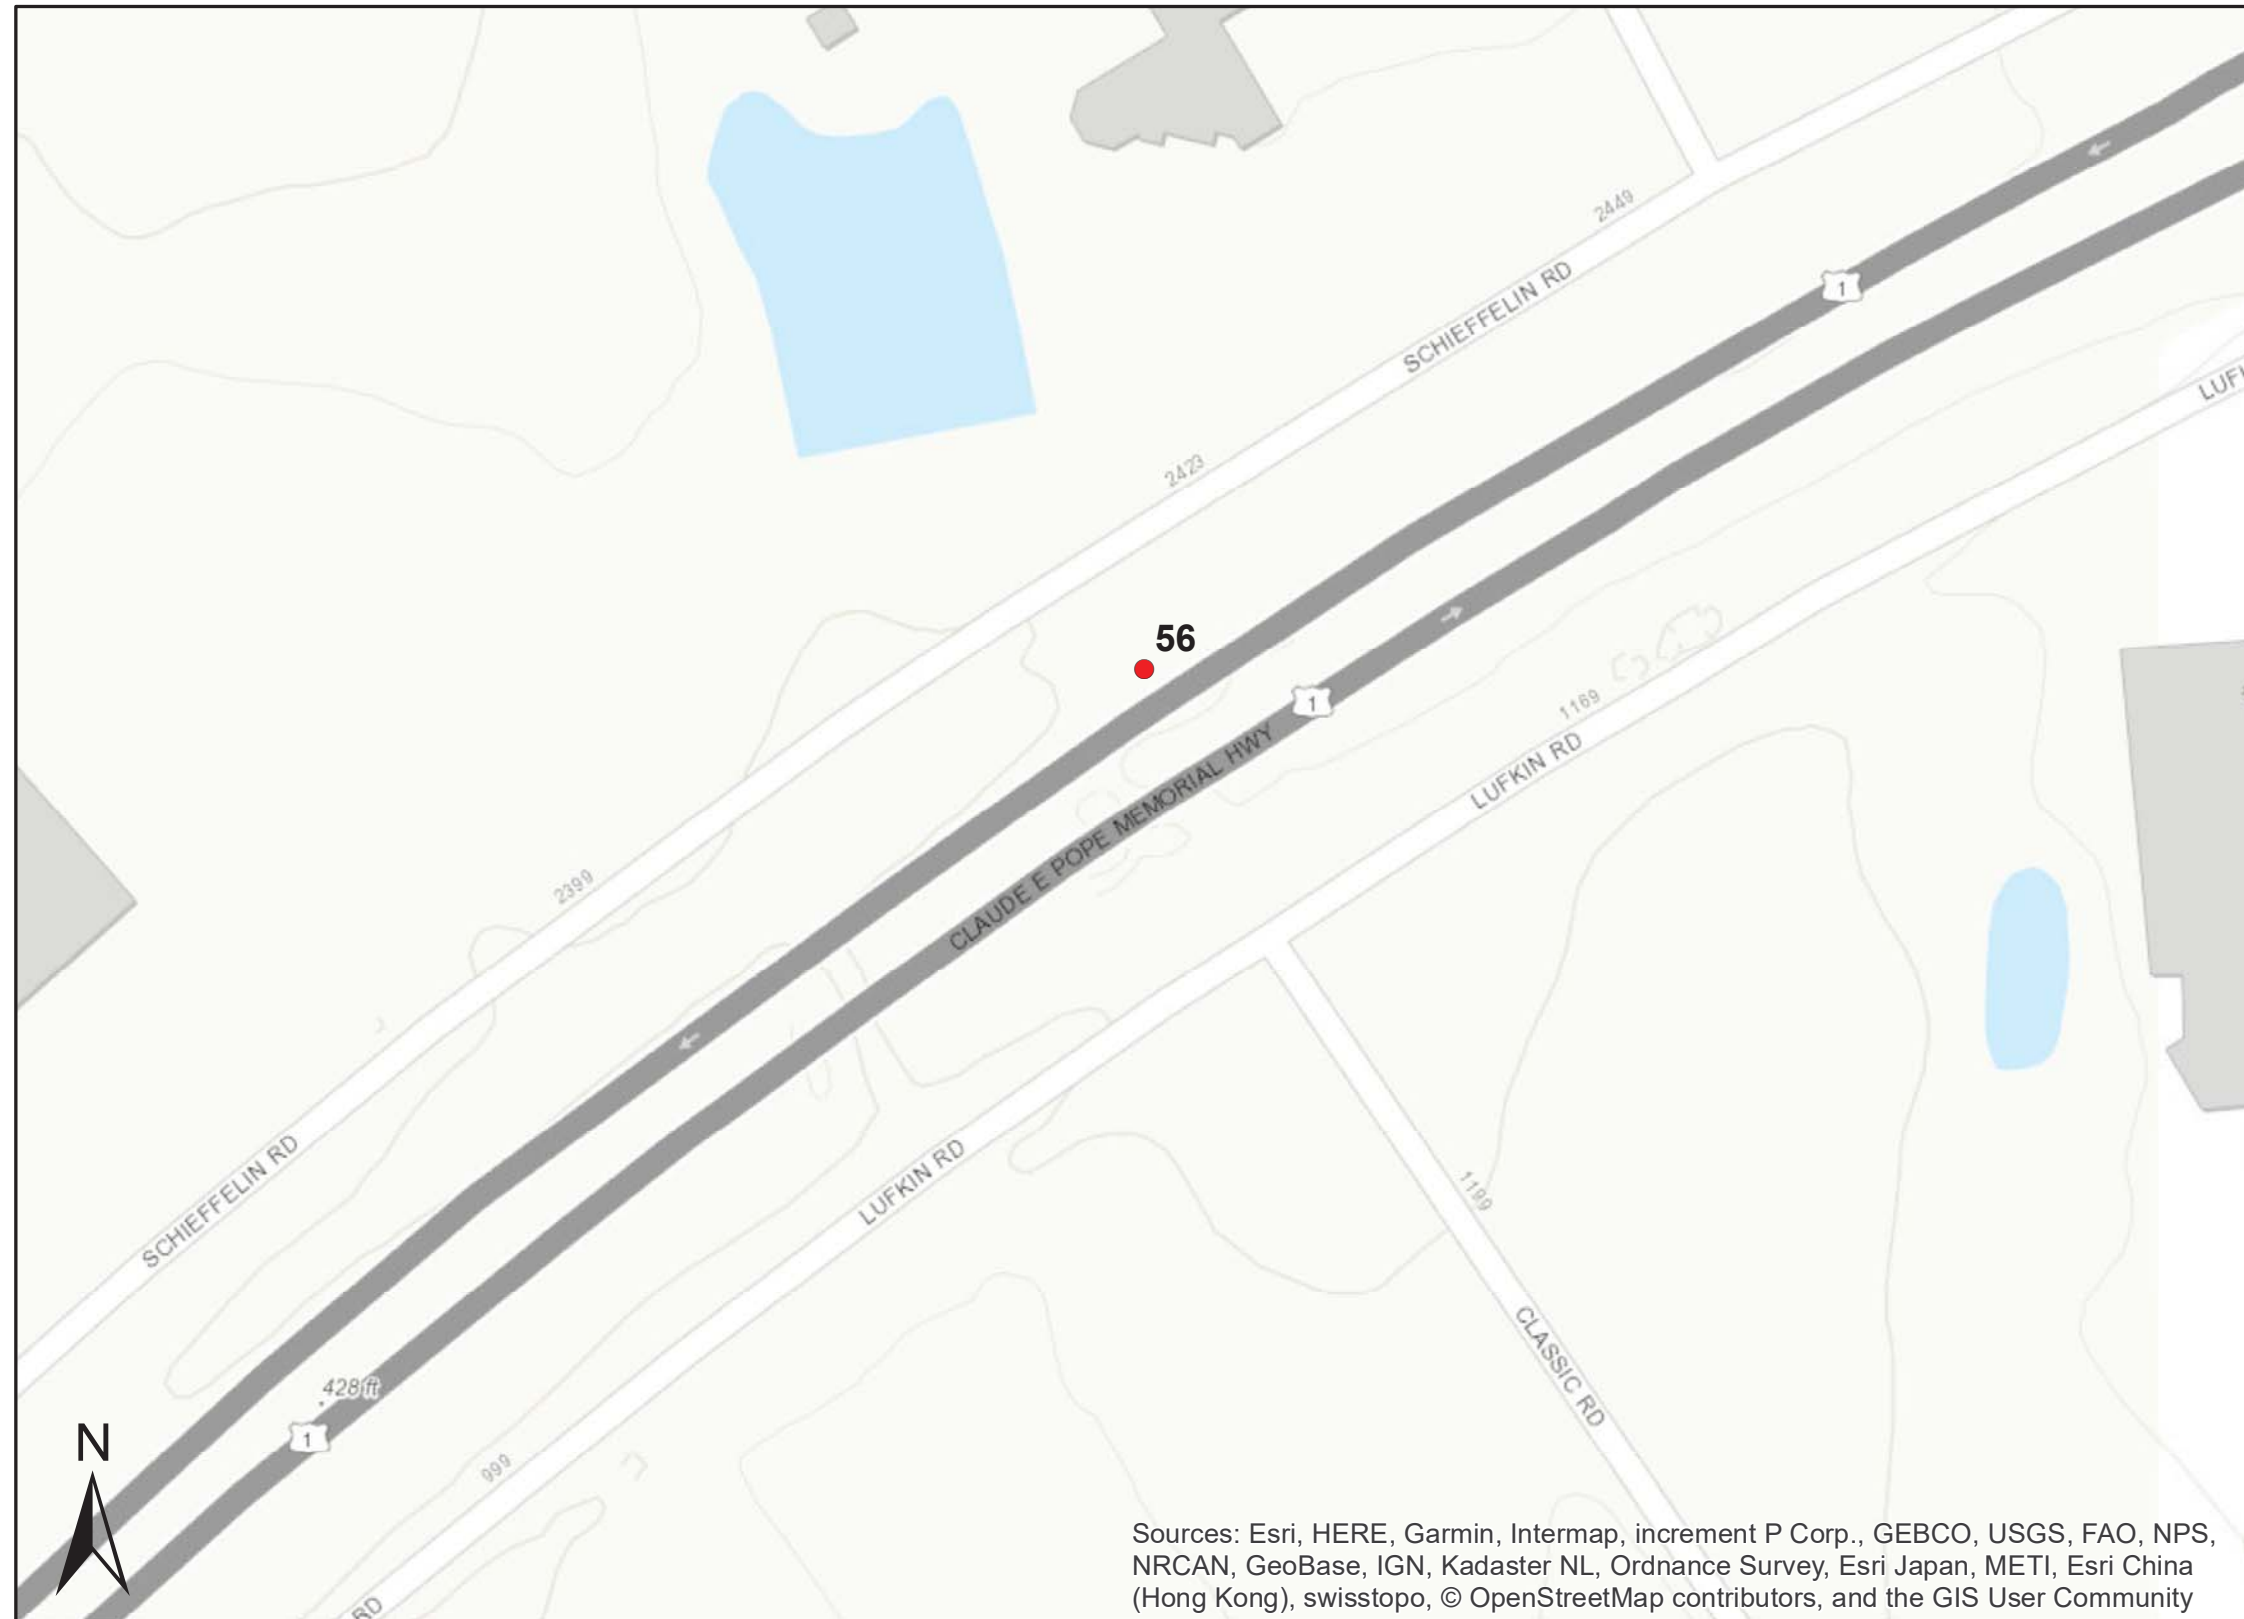 2449
SCHIEFFELIN RD
1
LUFK
2423
56
1
1169
LUFKIN RD
CLAUDE E POPE MEMORIAL HWY
2399
LUFKIN RD
1199
SCHIEFFELIN RD
CLASSIC RD
428 ft
1
N
999
RD
Sources: Esri, HERE, Garmin, Intermap, increment P Corp., GEBCO, USGS, FAO, NPS,
NRCAN, GeoBase, IGN, Kadaster NL, Ordnance Survey, Esri Japan, METI, Esri China
(Hong Kong), swisstopo, © OpenStreetMap contributors, and the GIS User Community